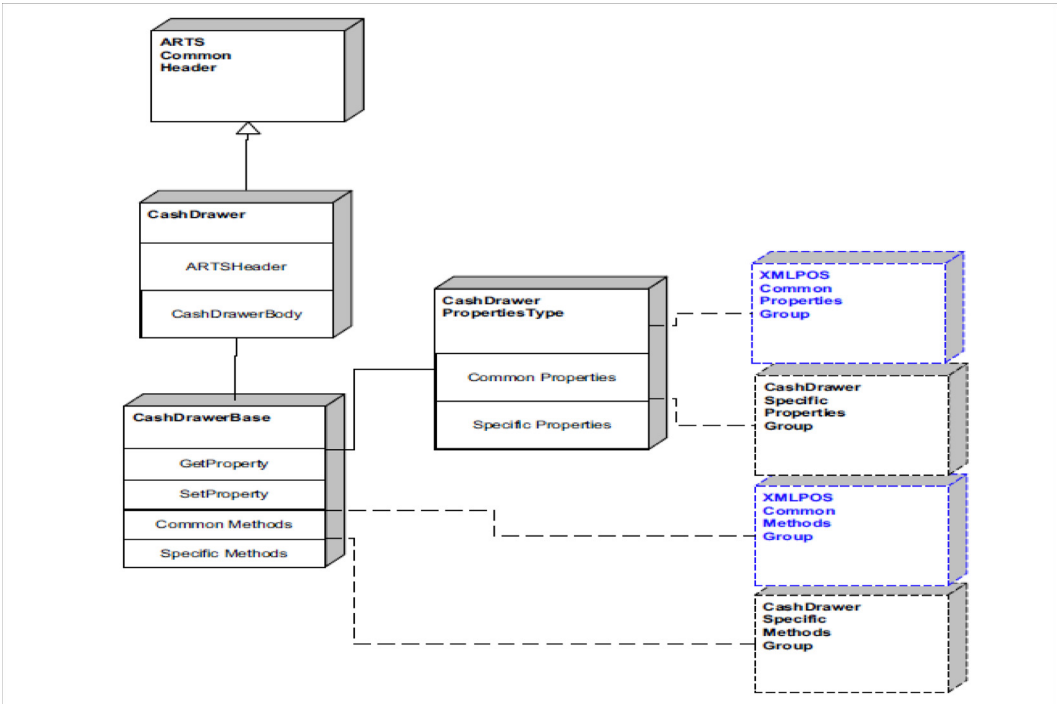 ARTS
Common
Header
CashDrawer
ARTSHeader
CashDrawerBody
CashDrawerBase
GetProperty
SetProperty
Common Methods
Specific Methods
CashDrawer
PropertiesType
Common Properties
Specific Properties
XMLPOS
Common
Properties
Group
CashDrawer
Specific
Properties
Group
XMLPOS
Common
Methods
Group
CashDrawer
Specific
Methods
Group